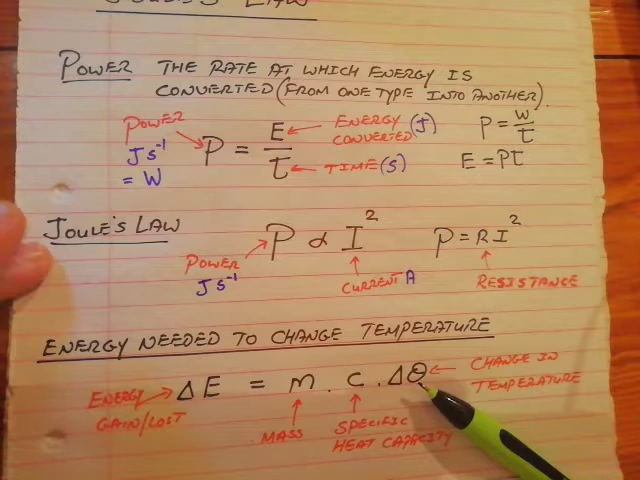 JOULE'S LAW
POWER THE RATE AT WHICH ENERGY IS
CONVERTED (FROM ONE TYPE INTO ANOTHER).
POWER
J s⁻¹
= W
P = E/t
ENERGY
CONVERTED (J)
TIME (S)
P = W/t
E = Pt
JOULE'S LAW
P ∝ I²
P = RI²
POWER
J s⁻¹
CURRENT A
RESISTANCE
ENERGY NEEDED TO CHANGE TEMPERATURE
ΔE = m . c . Δθ
ENERGY
GAIN/LOST
MASS
SPECIFIC
HEAT CAPACITY
CHANGE IN
TEMPERATURE